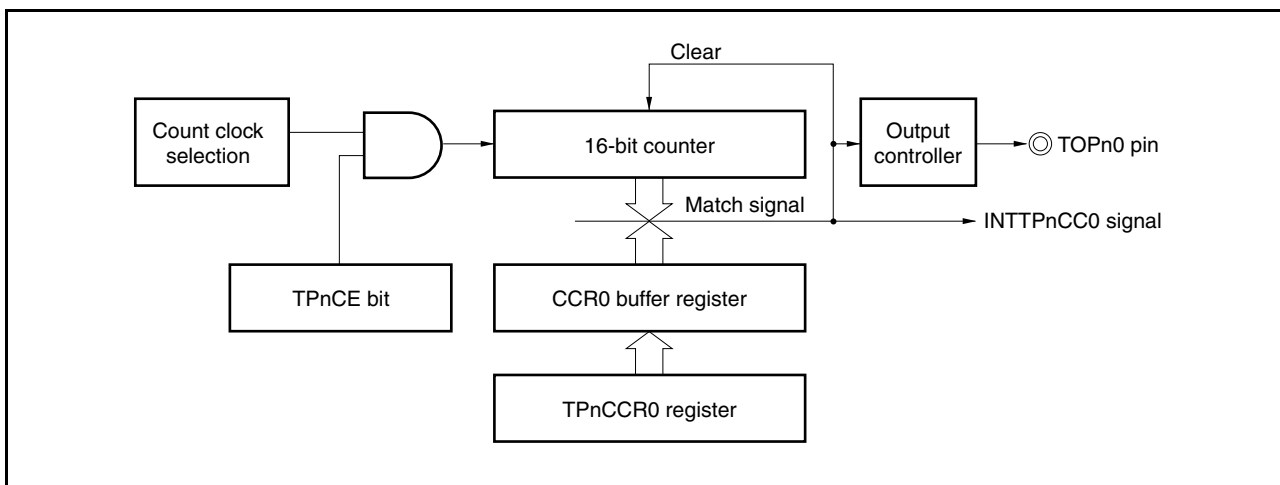 Clear
Count clock
selection
16-bit counter
Output
controller
TOPn0 pin
Match signal
INTTPnCC0 signal
TPnCE bit
CCR0 buffer register
TPnCCR0 register